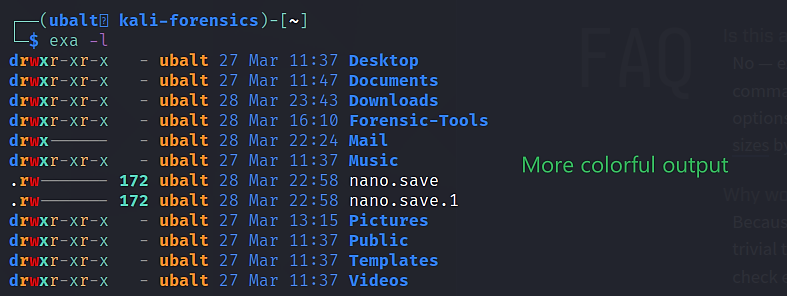 ┌──(ubalt㉿ kali-forensics)-[~]
└─$ exa -l
drwxr-xr-x - ubalt 27 Mar 11:37 Desktop
drwxr-xr-x - ubalt 27 Mar 11:47 Documents
drwxr-xr-x - ubalt 28 Mar 23:43 Downloads
drwxr-xr-x - ubalt 28 Mar 16:10 Forensic-Tools
drwx------ - ubalt 28 Mar 22:24 Mail
drwxr-xr-x - ubalt 27 Mar 11:37 Music
.rw------- 172 ubalt 28 Mar 22:58 nano.save
.rw------- 172 ubalt 28 Mar 22:58 nano.save.1
drwxr-xr-x - ubalt 27 Mar 13:15 Pictures
drwxr-xr-x - ubalt 27 Mar 11:37 Public
drwxr-xr-x - ubalt 27 Mar 11:37 Templates
drwxr-xr-x - ubalt 27 Mar 11:37 Videos
More colorful output
FAQ
Is this a
No — e
comma
option
sizes by
Why wo
Becaus
trivial t
check